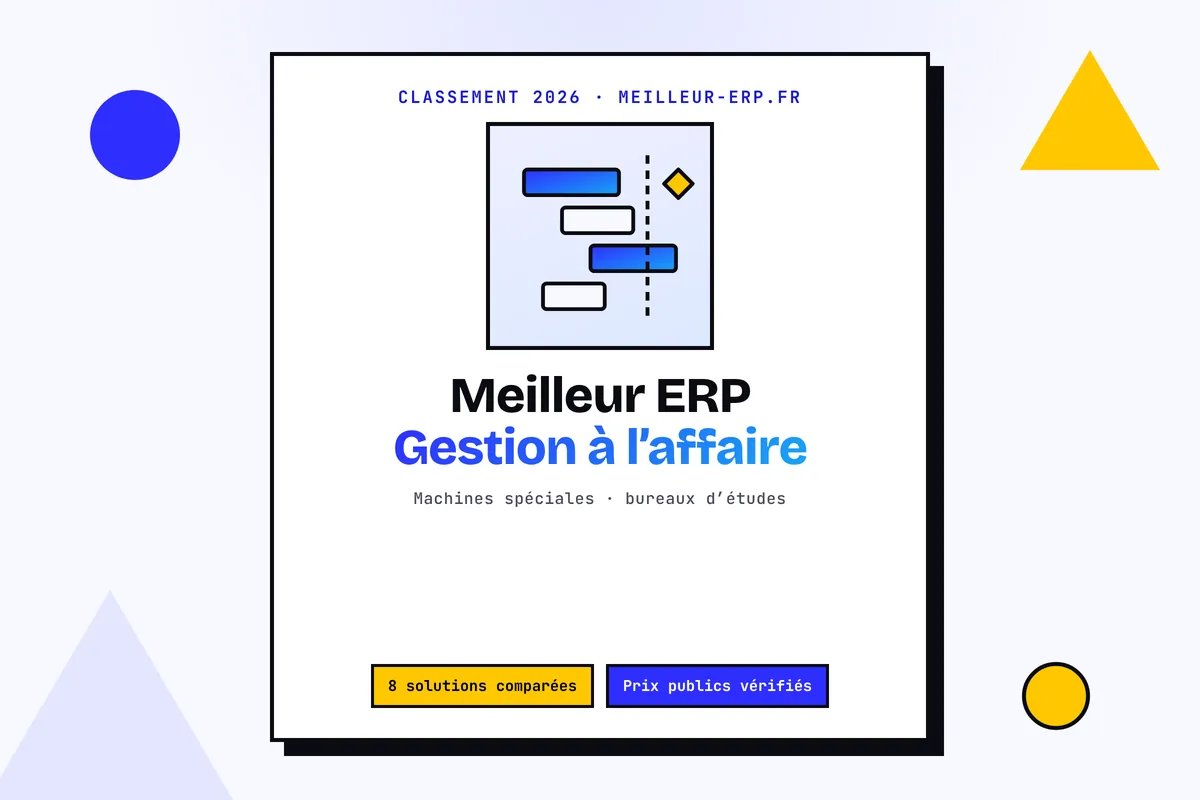 CLASSEMENT 2026 · MEILLEUR-ERP.FR
Meilleur ERP
Gestion à l’affaire
Machines spéciales · bureaux d’études
8 solutions comparées
Prix publics vérifiés